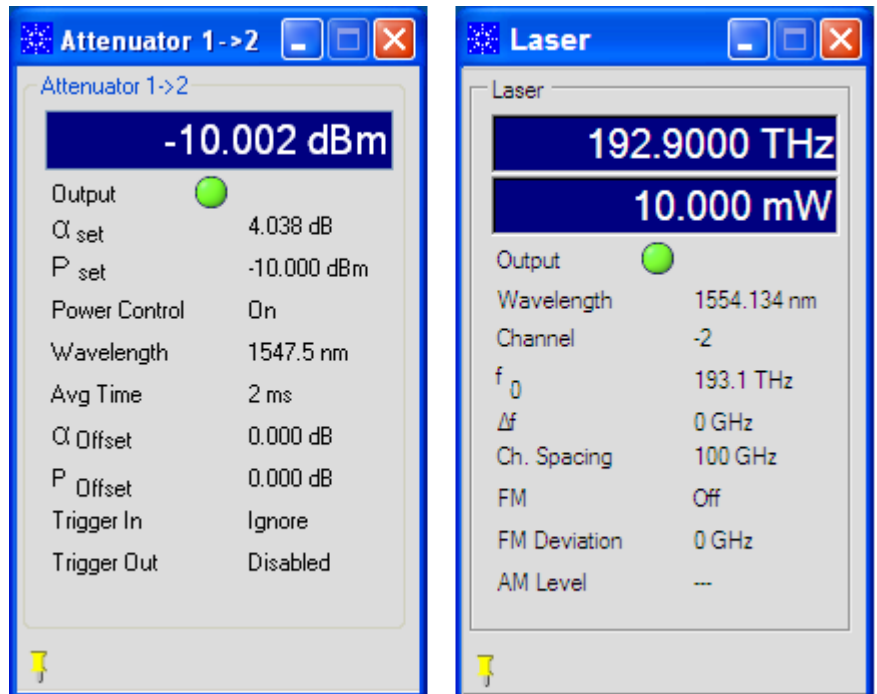 Attenuator 1->2
Attenuator 1->2
-10.002 dBm
Output
α set 4.038 dB
P set -10.000 dBm
Power Control On
Wavelength 1547.5 nm
Avg Time 2 ms
α Offset 0.000 dB
P Offset 0.000 dB
Trigger In Ignore
Trigger Out Disabled
Laser
Laser
192.9000 THz
10.000 mW
Output
Wavelength 1554.134 nm
Channel -2
f 0 193.1 THz
Δf 0 GHz
Ch. Spacing 100 GHz
FM Off
FM Deviation 0 GHz
AM Level ---